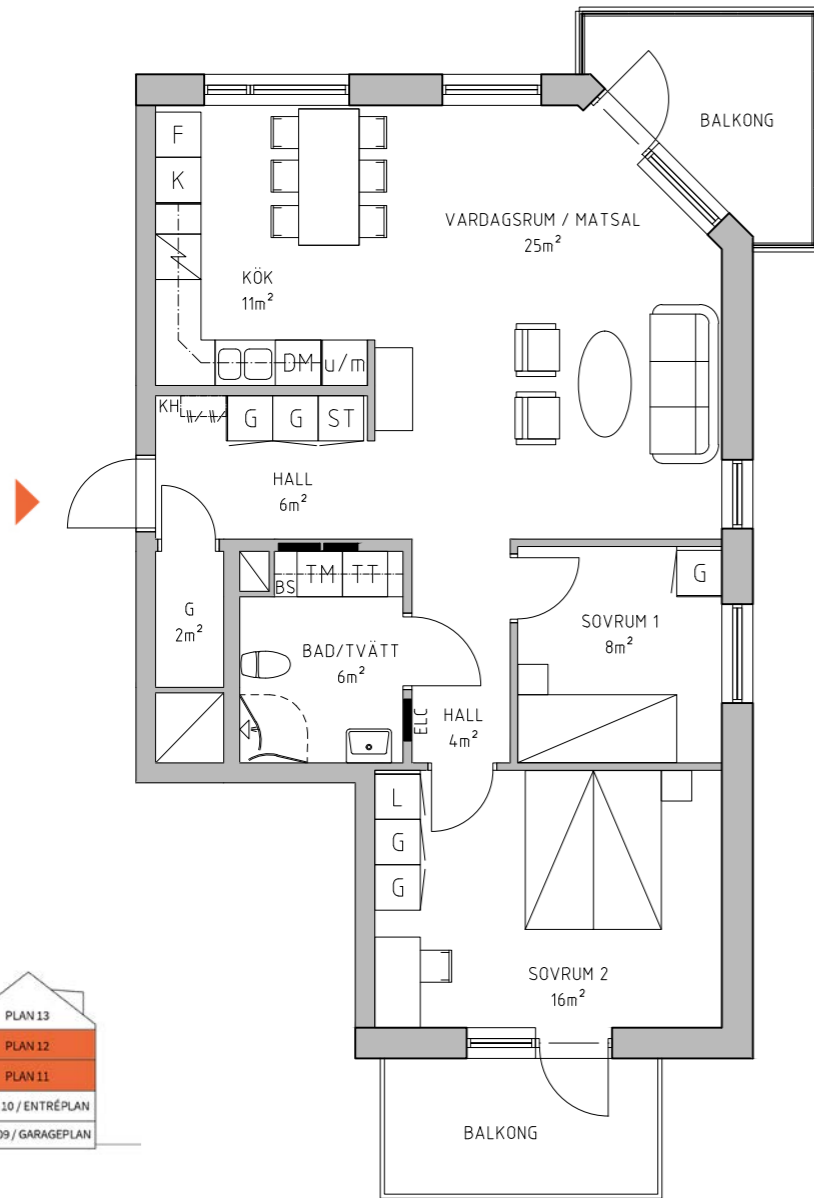 BALKONG
F
K
VARDAGSRUM / MATSAL
25m²
KÖK
11m²
DM
u/m
KH
G
G
ST
HALL
6m²
BS
TM
TT
G
G
2m²
SOVRUM 1
8m²
BAD/TVÄTT
6m²
ELC
HALL
4m²
L
G
G
SOVRUM 2
16m²
BALKONG
PLAN 13
PLAN 12
PLAN 11
10 / ENTRÉPLAN
09 / GARAGEPLAN